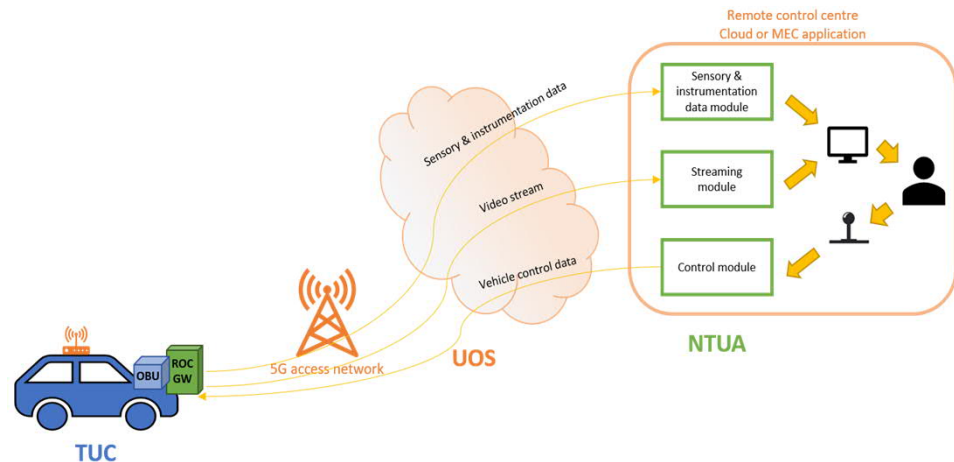 Remote control centre
Cloud or MEC application
Sensory &
instrumentation
data module
Sensory & instrumentation data
Streaming
module
Video stream
Vehicle control data
Control module
NTUA
UOS
5G access network
OBU
ROC
GW
TUC